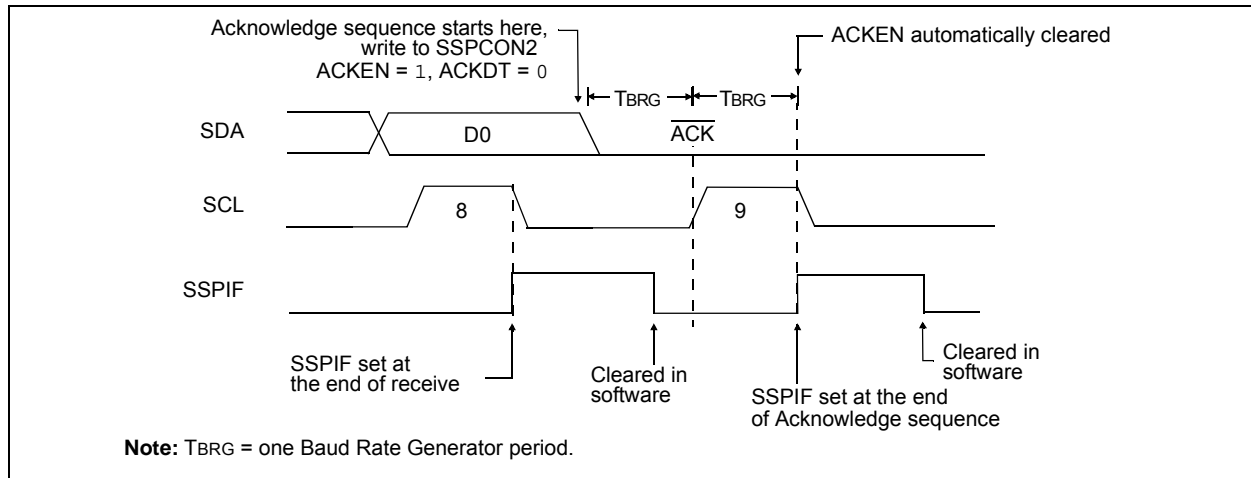 Acknowledge sequence starts here,
write to SSPCON2
ACKEN = 1, ACKDT = 0
ACKEN automatically cleared
TBRG
TBRG
SDA
D0
ACK
SCL
8
9
SSPIF
SSPIF set at
the end of receive
Cleared in
software
SSPIF set at the end
of Acknowledge sequence
Cleared in
software
Note: TBRG = one Baud Rate Generator period.